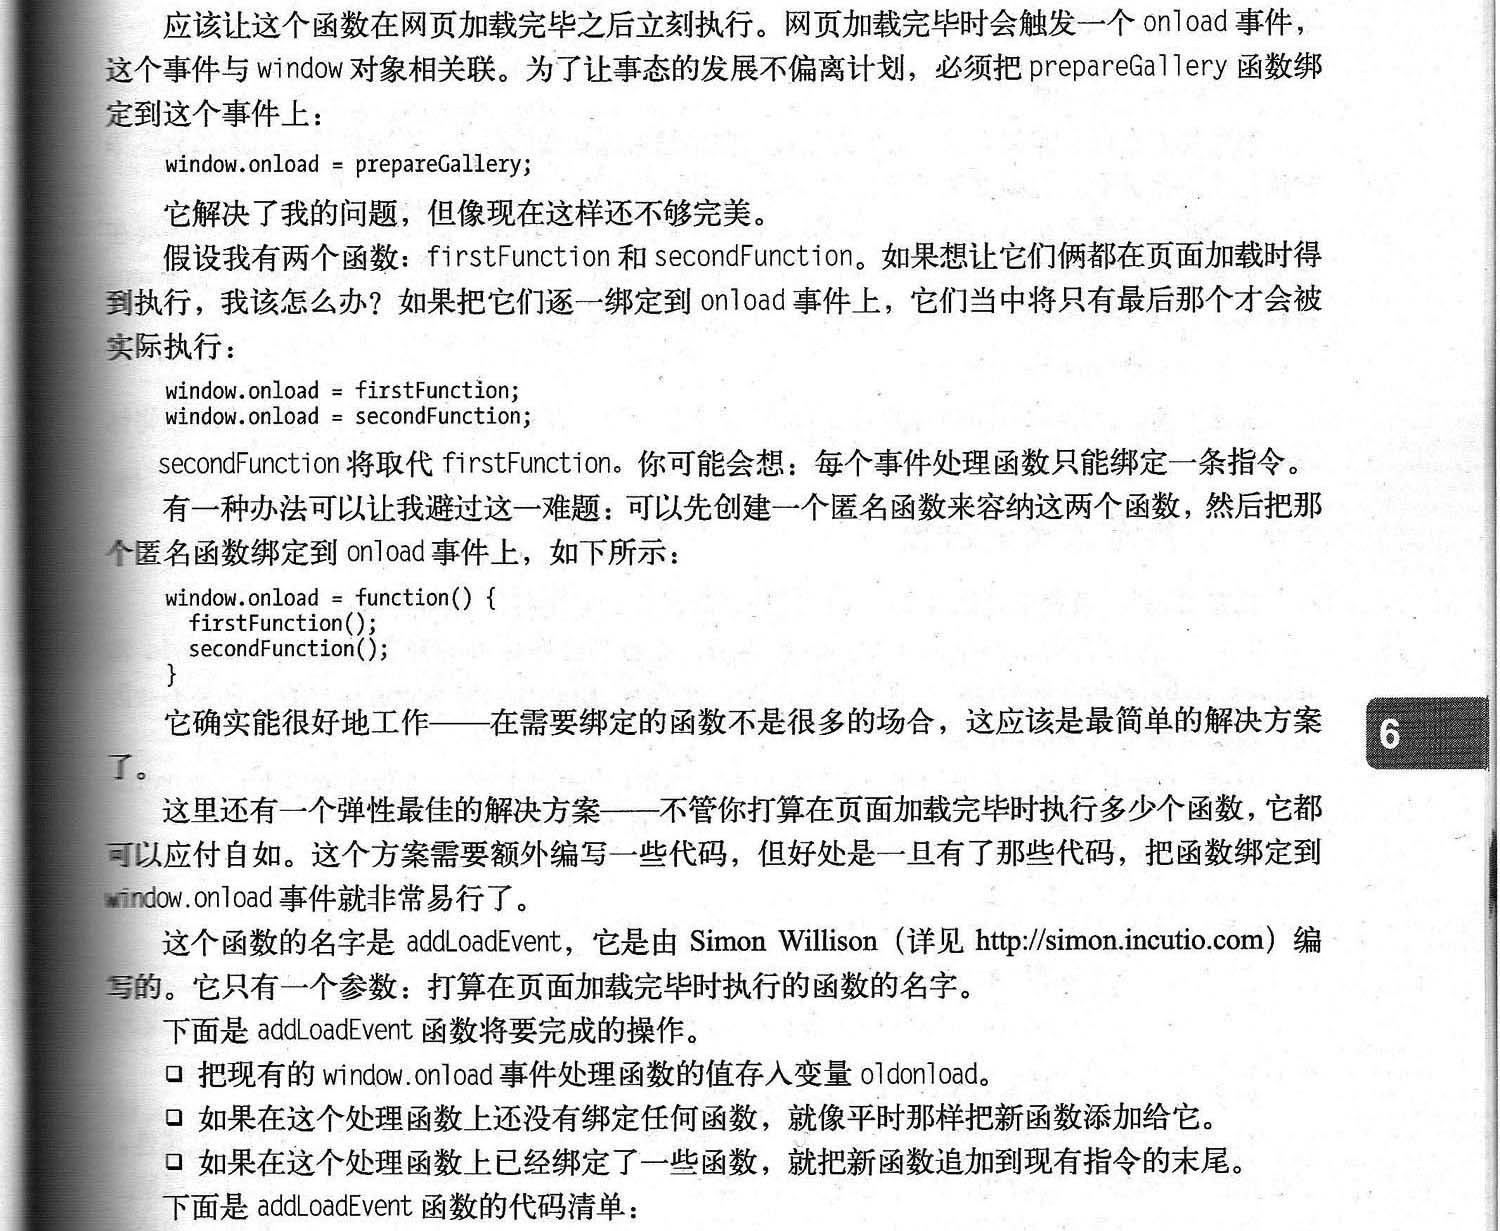 应该让这个函数在网页加载完毕之后立刻执行。网页加载完毕时会触发一个 onload 事件，
这个事件与 window 对象相关联。为了让事态的发展不偏离计划，必须把 prepareGallery 函数绑
定到这个事件上：
window.onload = prepareGallery;
它解决了我的问题，但像现在这样还不够完美。
假设我有两个函数：firstFunction 和 secondFunction。如果想让它们俩都在页面加载时得
到执行，我该怎么办？如果把它们逐一绑定到 onload 事件上，它们当中将只有最后那个才会被
实际执行：
window.onload = firstFunction;
window.onload = secondFunction;
secondFunction 将取代 firstFunction。你可能会想：每个事件处理函数只能绑定一条指令。
有一种办法可以让我避过这一难题：可以先创建一个匿名函数来容纳这两个函数，然后把那
个匿名函数绑定到 onload 事件上，如下所示：
window.onload = function() {
  firstFunction();
  secondFunction();
}
它确实能很好地工作——在需要绑定的函数不是很多的场合，这应该是最简单的解决方案
了。
6
这里还有一个弹性最佳的解决方案——不管你打算在页面加载完毕时执行多少个函数，它都
可以应付自如。这个方案需要额外编写一些代码，但好处是一旦有了那些代码，把函数绑定到
window.onload 事件就非常易行了。
这个函数的名字是 addLoadEvent，它是由 Simon Willison（详见 http://simon.incutio.com）编
写的。它只有一个参数：打算在页面加载完毕时执行的函数的名字。
下面是 addLoadEvent 函数将要完成的操作。
❑ 把现有的 window.onload 事件处理函数的值存入变量 oldonload。
❑ 如果在这个处理函数上还没有绑定任何函数，就像平时那样把新函数添加给它。
❑ 如果在这个处理函数上已经绑定了一些函数，就把新函数追加到现有指令的末尾。
下面是 addLoadEvent 函数的代码清单：